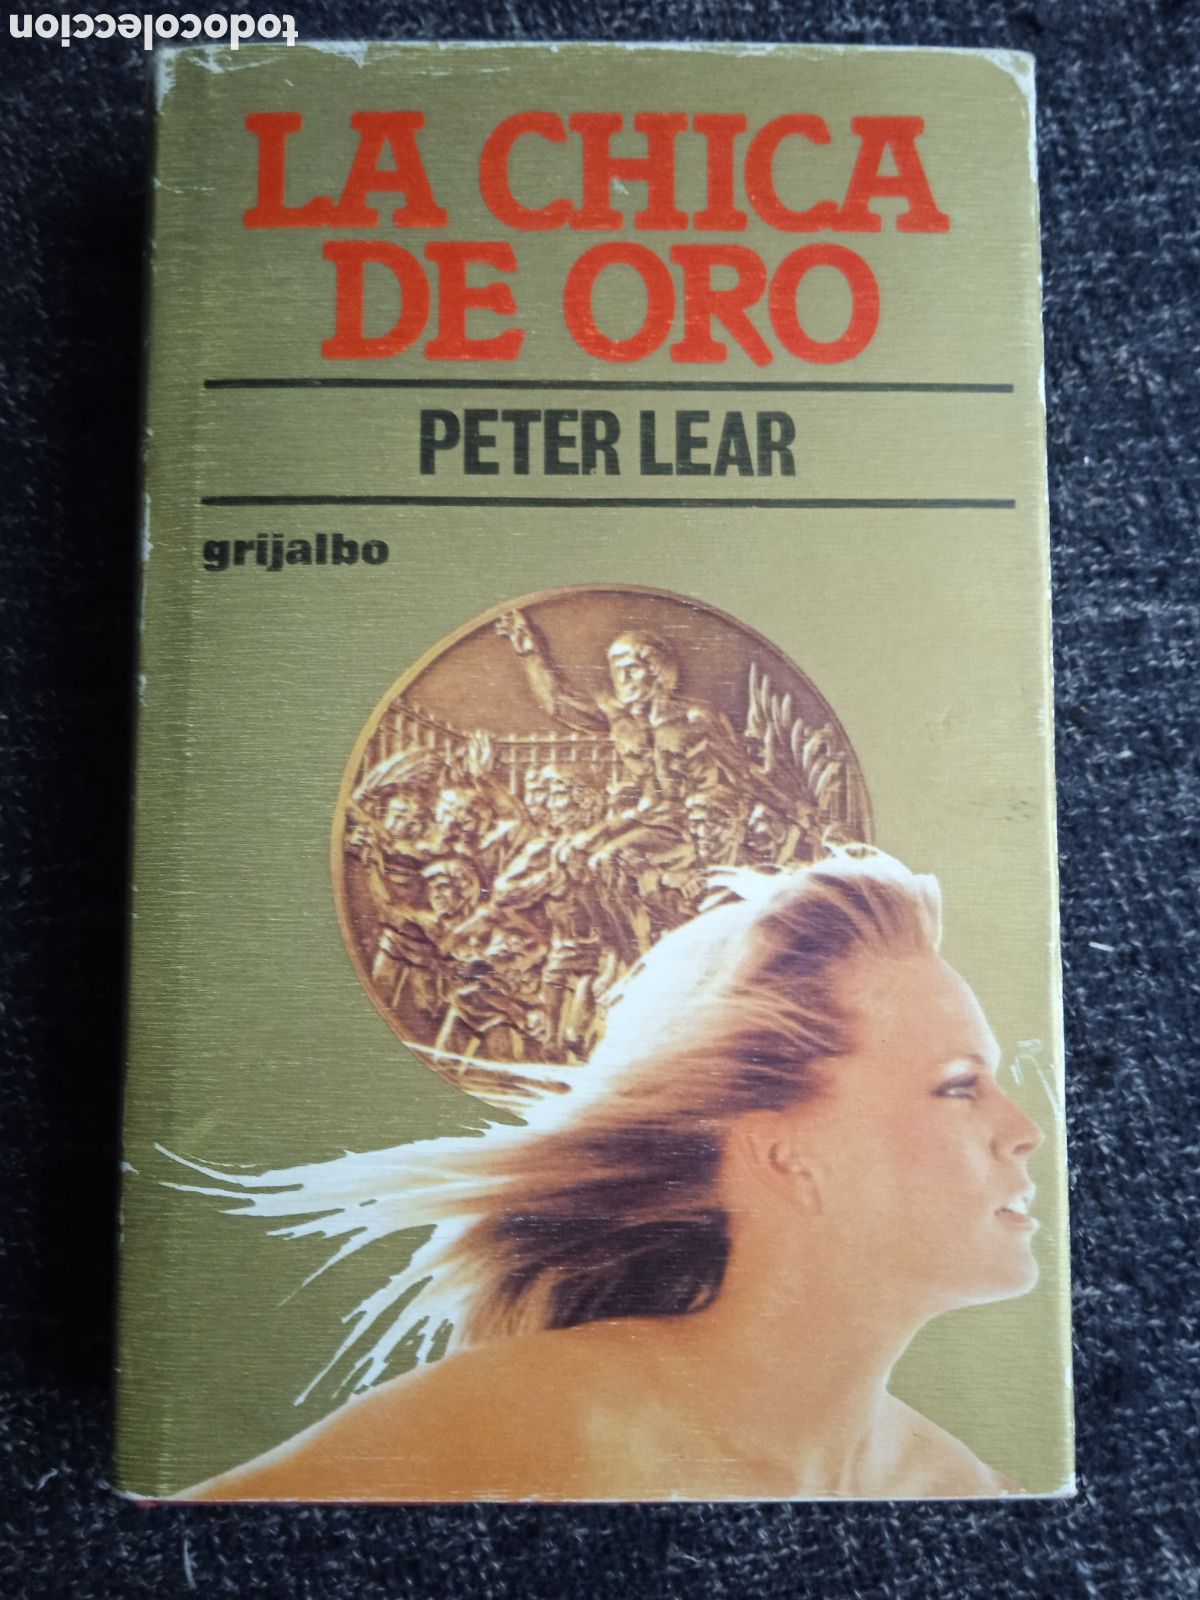 todocoleccion
LA CHICA
DE ORO
PETER LEAR
grijalbo